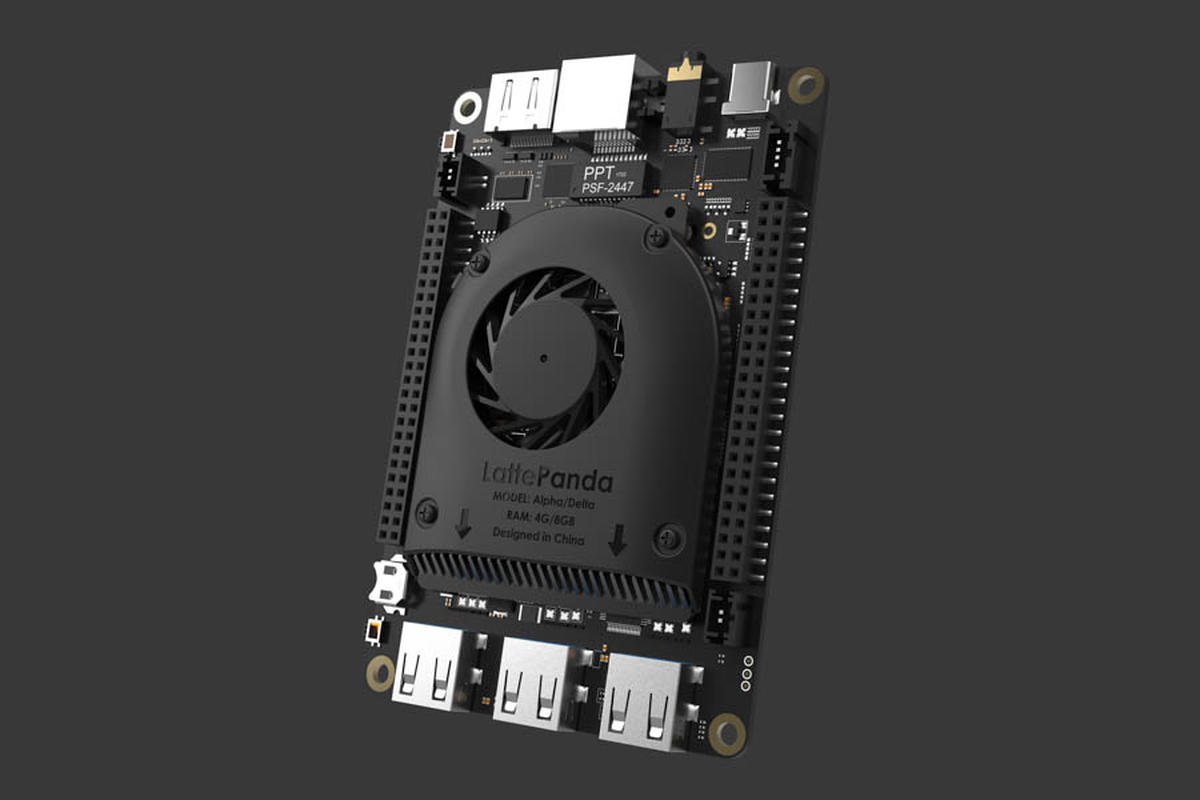 PPT
PSF-2447
LattePanda
MODEL: Alpha/Delta
RAM: 4G/8GB
Designed in China